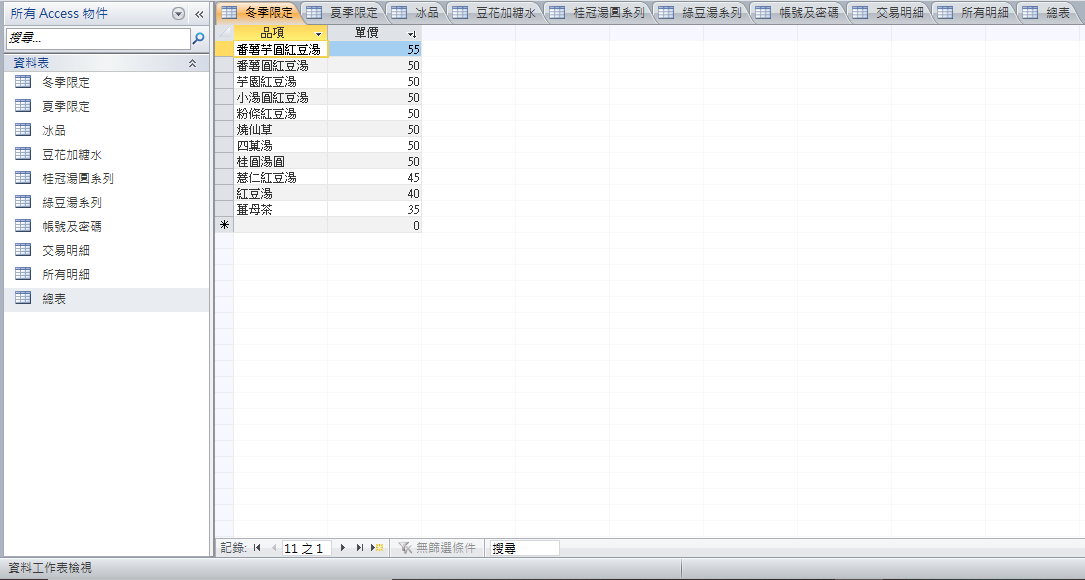 所有 Access 物件
搜尋...
資料表
冬季限定
夏季限定
冰品
豆花加糖水
桂冠湯圓系列
綠豆湯系列
帳號及密碼
交易明細
所有明細
總表
冬季限定 夏季限定 冰品 豆花加糖水 桂冠湯圓系列 綠豆湯系列 帳號及密碼 交易明細 所有明細 總表
品項 單價
番薯芋圓紅豆湯 55
番薯圓紅豆湯 50
芋圓紅豆湯 50
小湯圓紅豆湯 50
粉條紅豆湯 50
燒仙草 50
四菓湯 50
桂圓湯圓 50
薏仁紅豆湯 45
紅豆湯 40
薑母茶 35
0
記錄: 11 之 1 無篩選條件 搜尋
資料工作表檢視